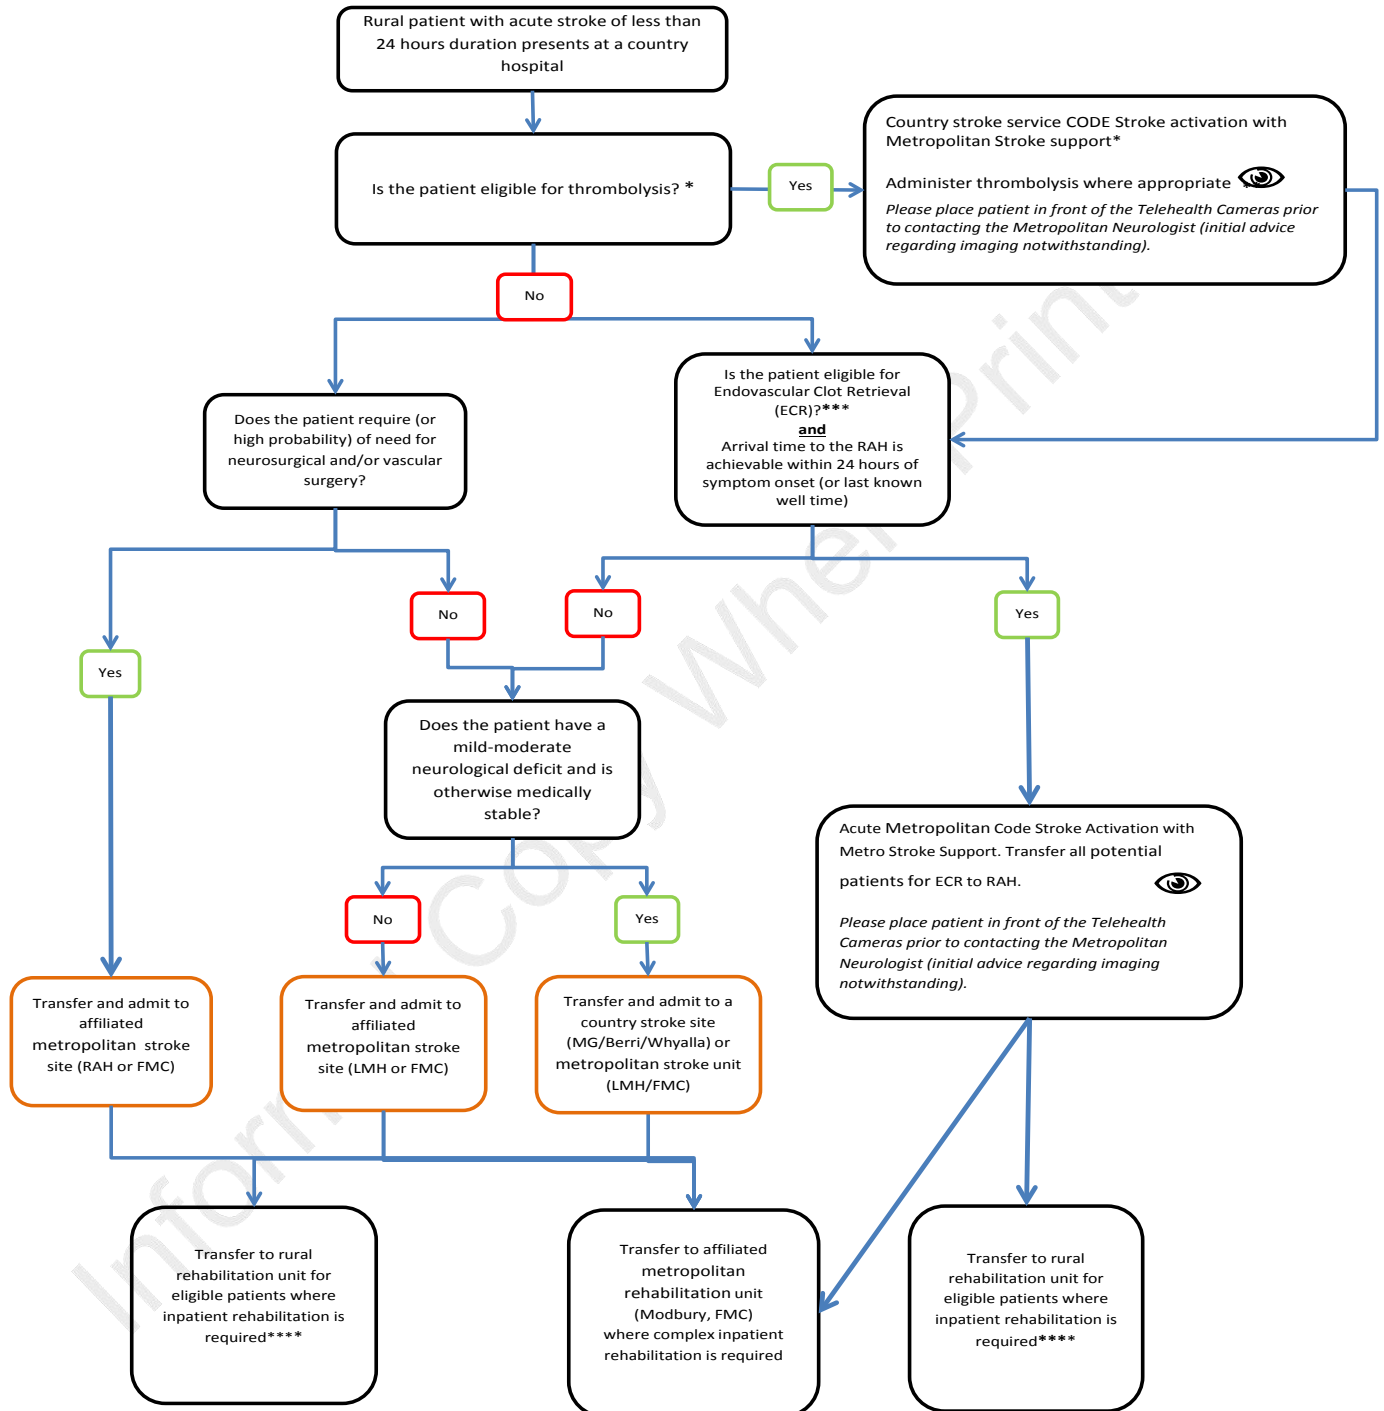 Rural patient with acute stroke of less than
24 hours duration presents at a country
hospital
Country stroke service CODE Stroke activation with
Metropolitan Stroke support*
Administer thrombolysis where appropriate
Please place patient in front of the Telehealth Cameras prior
to contacting the Metropolitan Neurologist (initial advice
regarding imaging notwithstanding).
Is the patient eligible for thrombolysis? *
Yes
No
Is the patient eligible for
Endovascular Clot Retrieval
(ECR)?***
and
Arrival time to the RAH is
achievable within 24 hours of
symptom onset (or last known
well time)
Does the patient require (or
high probability) of need for
neurosurgical and/or vascular
surgery?
No
No
Yes
Yes
Does the patient have a
mild-moderate
neurological deficit and is
otherwise medically
stable?
Acute Metropolitan Code Stroke Activation with
Metro Stroke Support. Transfer all potential
patients for ECR to RAH.
Please place patient in front of the Telehealth
Cameras prior to contacting the Metropolitan
Neurologist (initial advice regarding imaging
notwithstanding).
No
Yes
Transfer and admit to
affiliated
metropolitan stroke
site (RAH or FMC)
Transfer and admit to
affiliated
metropolitan stroke
site (LMH or FMC)
Transfer and admit to a
country stroke site
(MG/Berri/Whyalla) or
metropolitan stroke unit
(LMH/FMC)
Transfer to rural
rehabilitation unit for
eligible patients where
inpatient rehabilitation is
required****
Transfer to affiliated
metropolitan
rehabilitation unit
(Modbury, FMC)
where complex inpatient
rehabilitation is required
Transfer to rural
rehabilitation unit for
eligible patients where
inpatient rehabilitation is
required****
Copy When Print